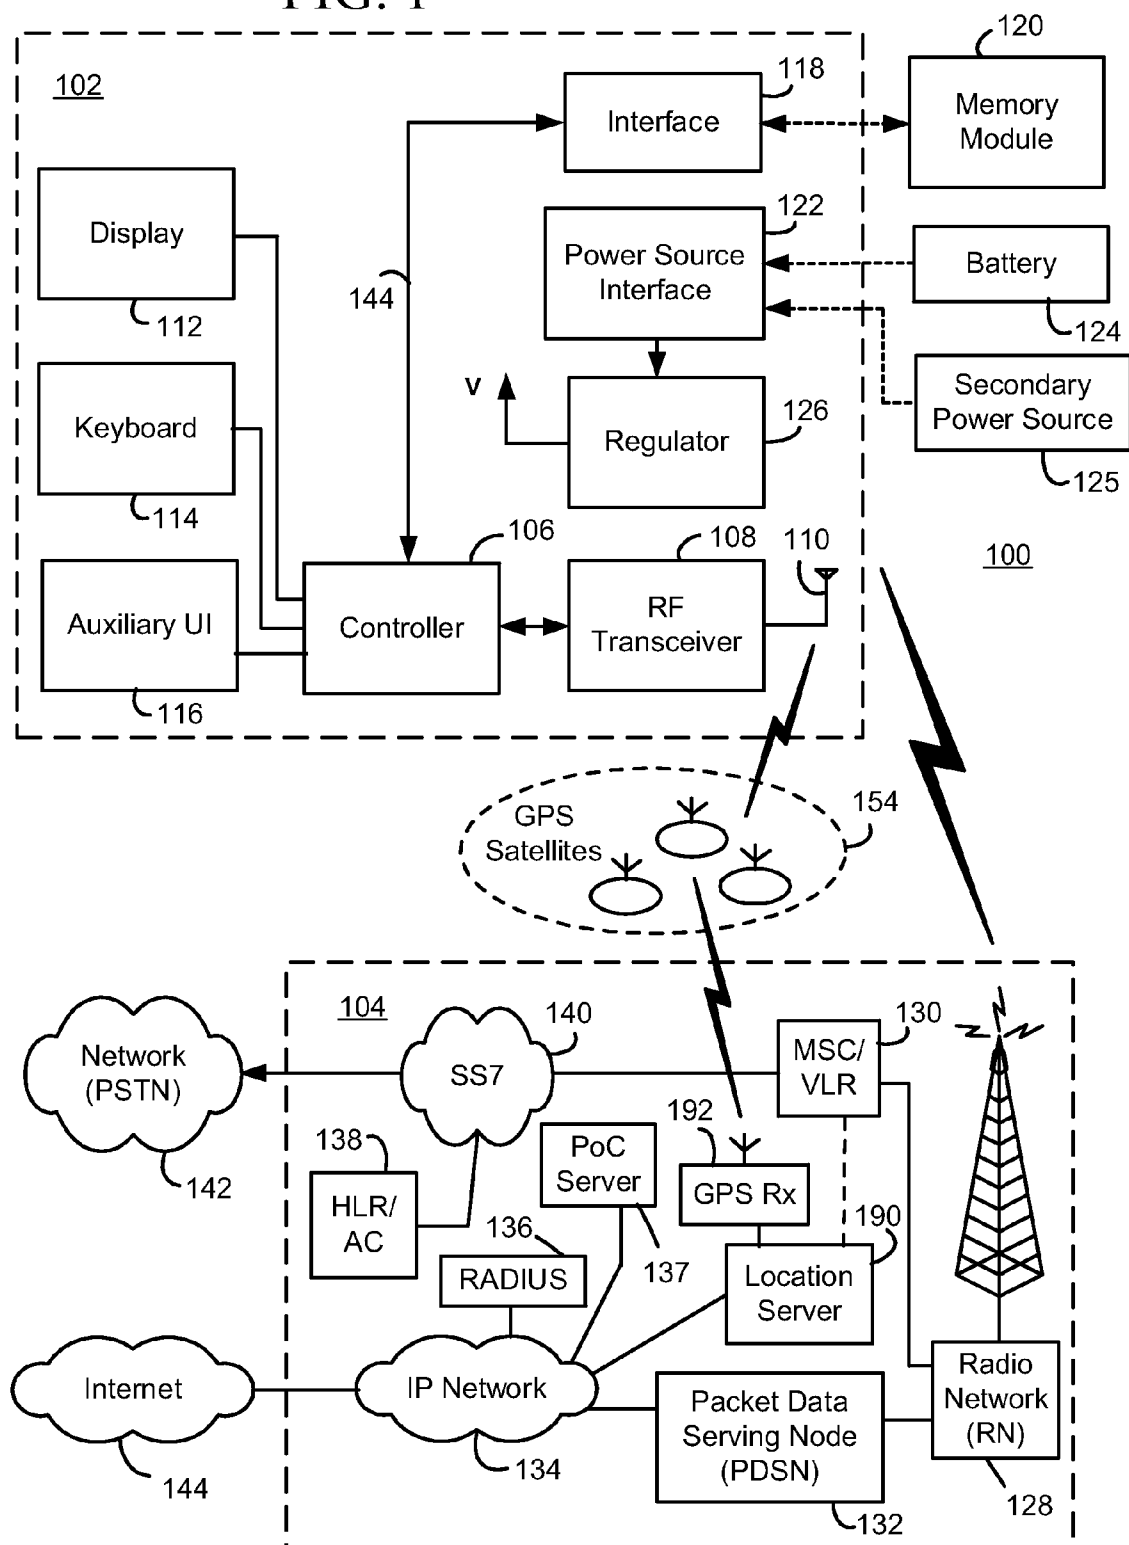 FIG. 1
120
102
118
Interface
Memory
Module
Display
122
Power Source
Interface
Battery
144
112
124
V
Secondary
Power Source
Keyboard
126
Regulator
125
114
106
108
110
100
Auxiliary UI
Controller
RF
Transceiver
116
GPS
Satellites
154
104
140
130
Network
(PSTN)
SS7
MSC/
VLR
138
PoC
Server
192
142
HLR/
AC
GPS Rx
136
137
190
RADIUS
Location
Server
Internet
IP Network
Packet Data
Serving Node
(PDSN)
Radio
Network
(RN)
144
134
132
128